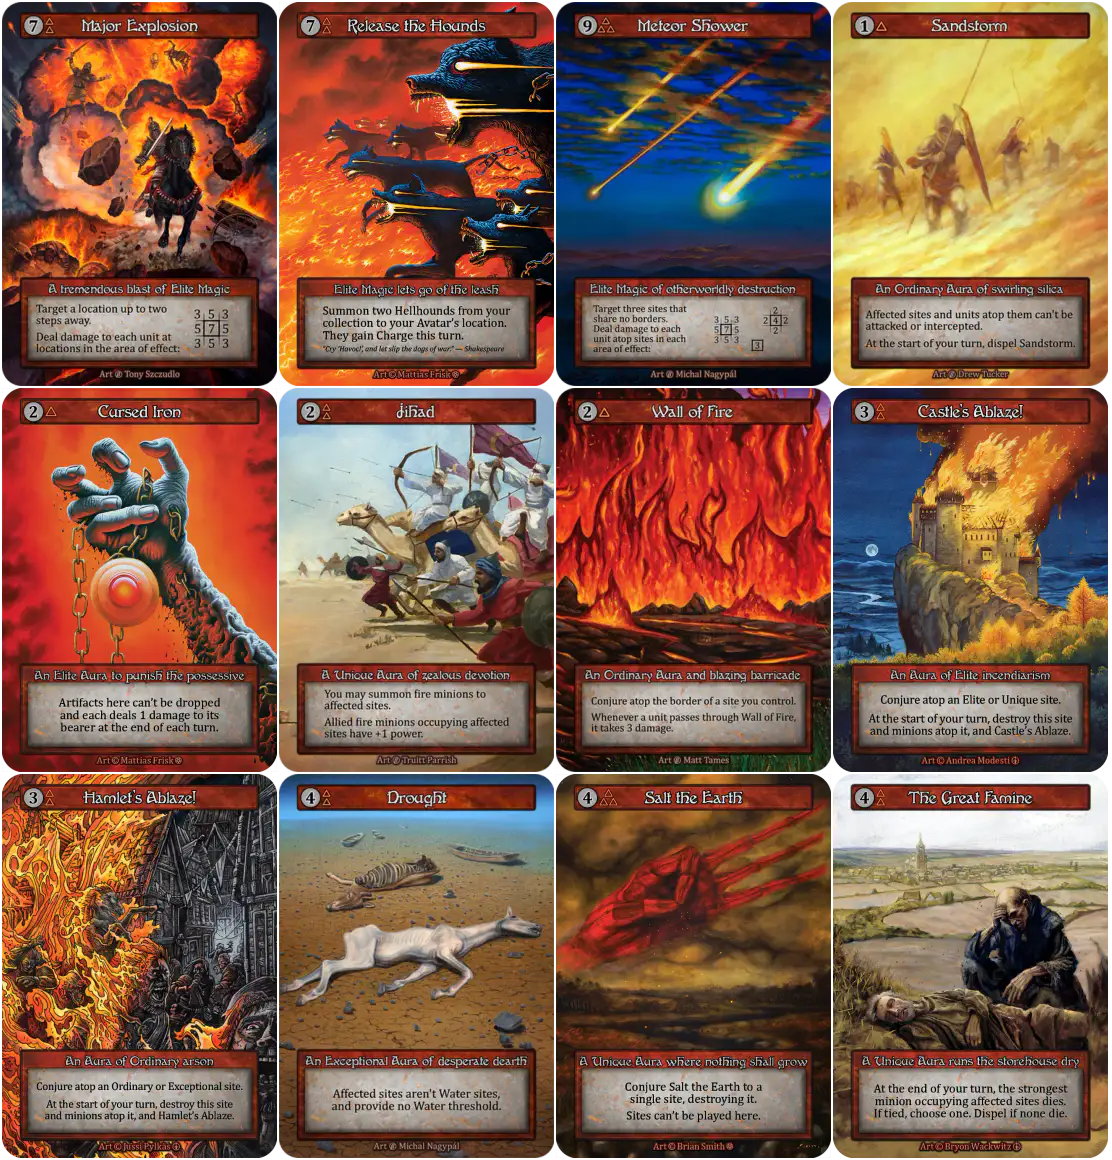 7 Major Explosion
A tremendous blast of Elite Magic
Target a location up to two
steps away.
Deal damage to each unit at
locations in the area of effect:
3 5 3
5 7 5
3 5 3
Art Tony Szczudlo
7 Release the Hounds
Elite Magic lets go of the leash
Summon two Hellhounds from your
collection to your Avatar's location.
They gain Charge this turn.
"Cry 'Havoc!', and let slip the dogs of war!" — Shakespeare
Art © Mattias Frisk
9 Meteor Shower
Elite Magic of otherworldly destruction
Target three sites that
share no borders.
Deal damage to each
unit atop sites in each
area of effect:
3 5 3
5 7 5
3 5 3
2
2 4 2
2
3
Art Michal Nagypál
1 Sandstorm
An Ordinary Aura of swirling silica
Affected sites and units atop them can't be
attacked or intercepted.
At the start of your turn, dispel Sandstorm.
Art Drew Tucker
2 Cursed Iron
An Elite Aura to punish the possessive
Artifacts here can't be dropped
and each deals 1 damage to its
bearer at the end of each turn.
Art © Mattias Frisk
2 Jihad
A Unique Aura of zealous devotion
You may summon fire minions to
affected sites.
Allied fire minions occupying affected
sites have +1 power.
Art Truitt Parrish
2 Wall of Fire
An Ordinary Aura and blazing barricade
Conjure atop the border of a site you control.
Whenever a unit passes through Wall of Fire,
it takes 3 damage.
Art Matt Tames
3 Castle's Ablaze!
An Aura of Elite incendiarism
Conjure atop an Elite or Unique site.
At the start of your turn, destroy this site
and minions atop it, and Castle's Ablaze.
Art © Andrea Modesti
3 Hamlet's Ablaze!
An Aura of Ordinary arson
Conjure atop an Ordinary or Exceptional site.
At the start of your turn, destroy this site
and minions atop it, and Hamlet's Ablaze.
Art © Jussi Pylkäs
4 Drought
An Exceptional Aura of desperate dearth
Affected sites aren't Water sites,
and provide no Water threshold.
Art Michal Nagypál
4 Salt the Earth
A Unique Aura where nothing shall grow
Conjure Salt the Earth to a
single site, destroying it.
Sites can't be played here.
Art © Brian Smith
4 The Great Famine
A Unique Aura runs the storehouse dry
At the end of your turn, the strongest
minion occupying affected sites dies.
If tied, choose one. Dispel if none die.
Art © Bryon Wackwitz